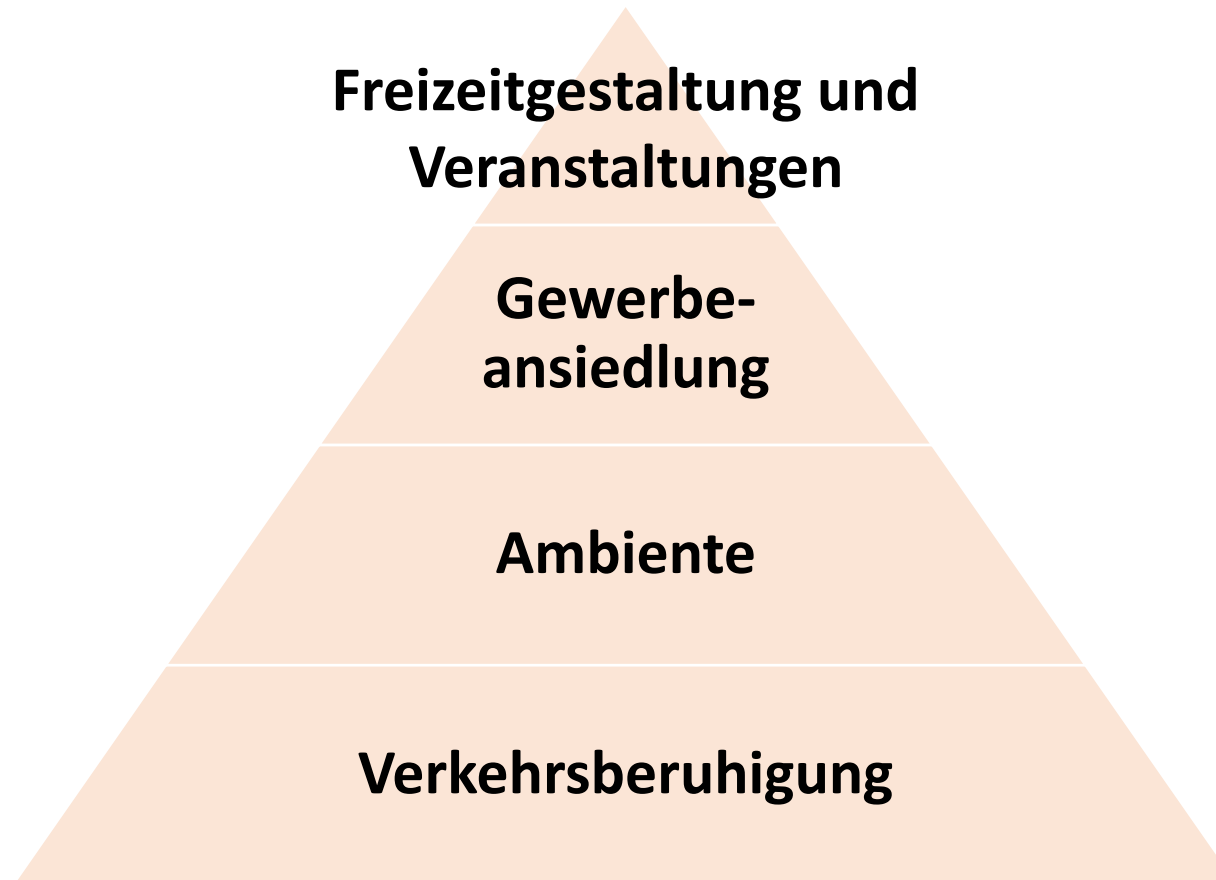 Freizeitgestaltung und
Veranstaltungen
Gewerbe-
ansiedlung
Ambiente
Verkehrsberuhigung